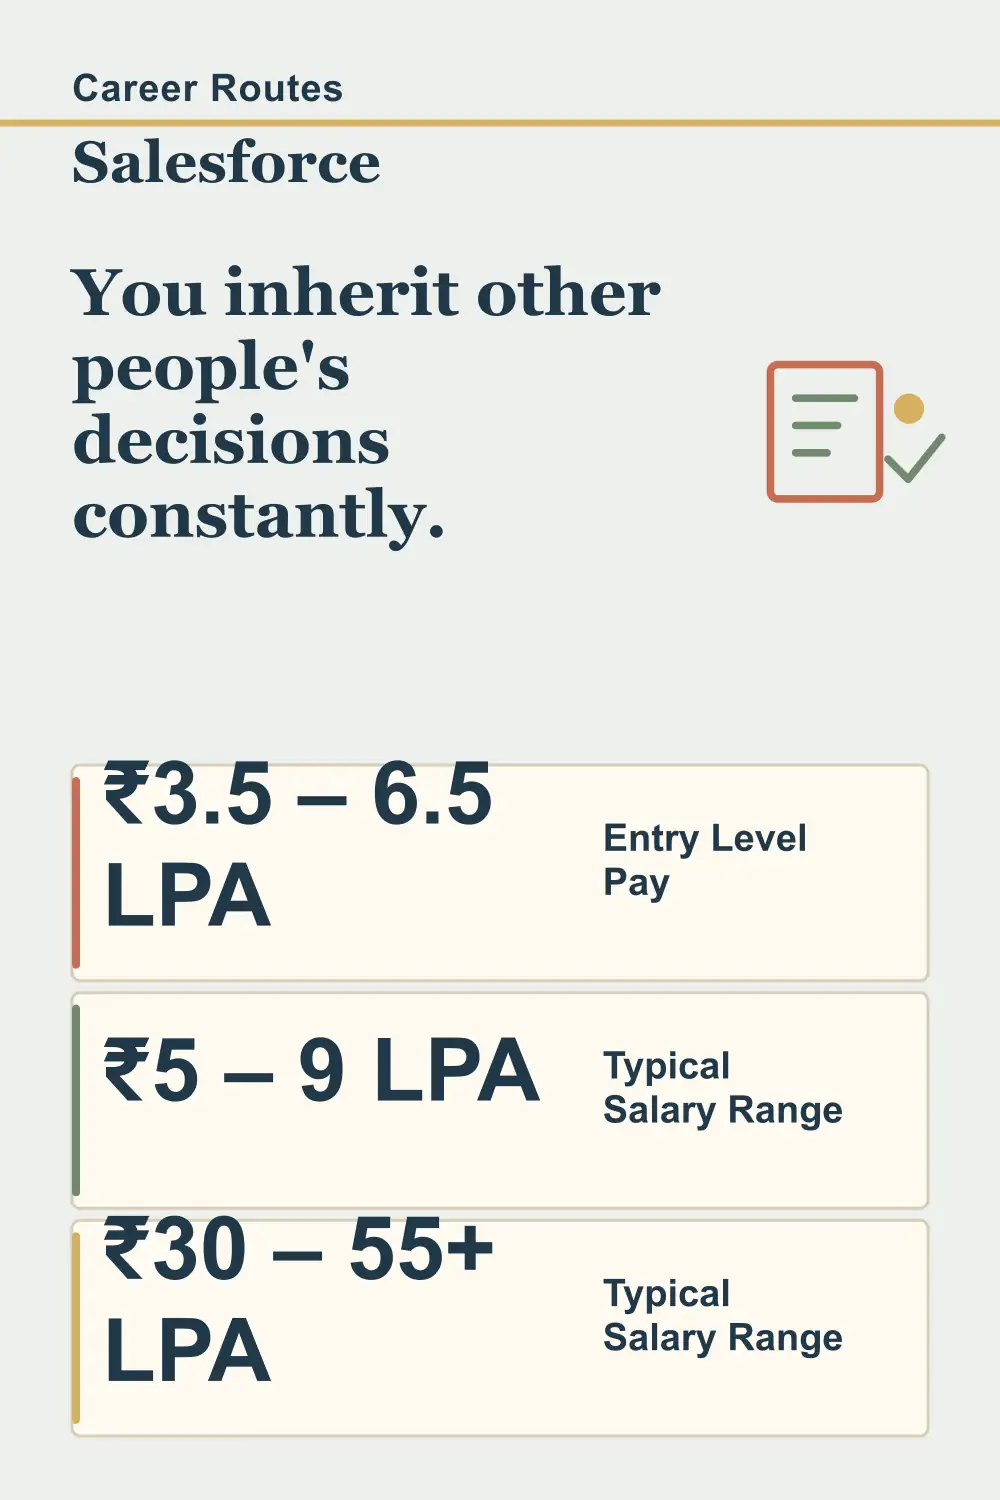 Career Routes
Salesforce
You inherit other
people's
decisions
constantly.
₹3.5 – 6.5
LPA
Entry Level
Pay
₹5 – 9 LPA
Typical
Salary Range
₹30 – 55+
LPA
Typical
Salary Range